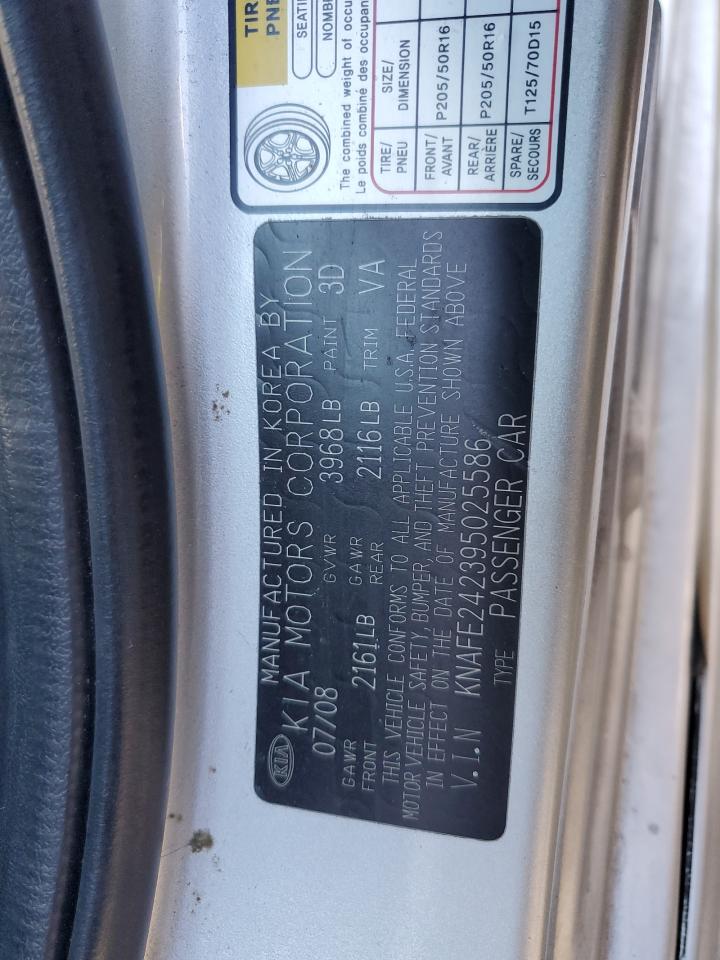 TIR
PNE
SEATI
NOMB
The combined weight of occu
Le poids combiné des occupan
TIRE/ PNEU SIZE/ DIMENSION
FRONT/ AVANT P205/50R16
REAR/ ARRIÈRE P205/50R16
SPARE/ SECOURS T125/70D15
MANUFACTURED IN KOREA BY
KIA KIA MOTORS CORPORATION
07/08 GVWR 3968LB PAINT 3D
GAWR FRONT 2161LB GAWR REAR 2116LB TRIM VA
THIS VEHICLE CONFORMS TO ALL APPLICABLE U.S.A. FEDERAL
MOTOR VEHICLE SAFETY, BUMPER, AND THEFT PREVENTION STANDARDS
IN EFFECT ON THE DATE OF MANUFACTURE SHOWN ABOVE
V.I.N KNAFE242395025586
TYPE PASSENGER CAR